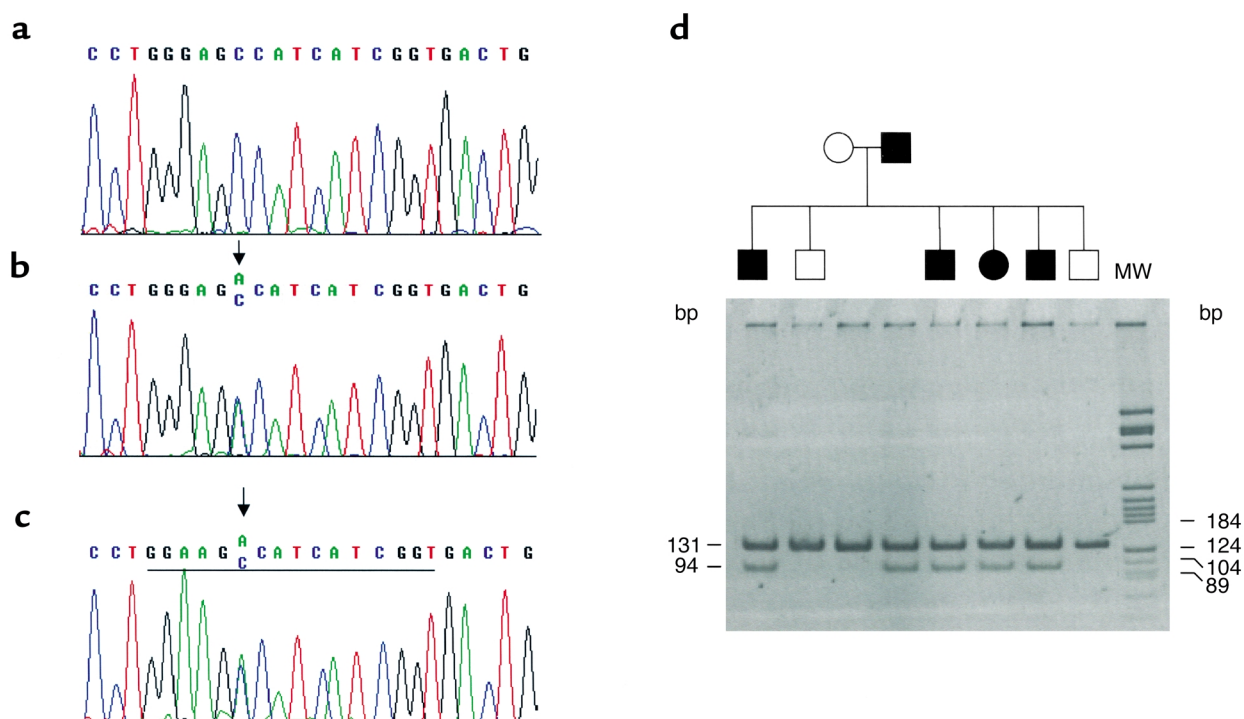 a
C C T G G G A G C C A T C A T C G G T G A C T G
b
A
C C T G G G A G C A T C A T C G G T G A C T G
C
c
A
C C T G G A A G C A T C A T C G G T G A C T G
C
d
MW
bp
bp
131
94
184
124
104
89